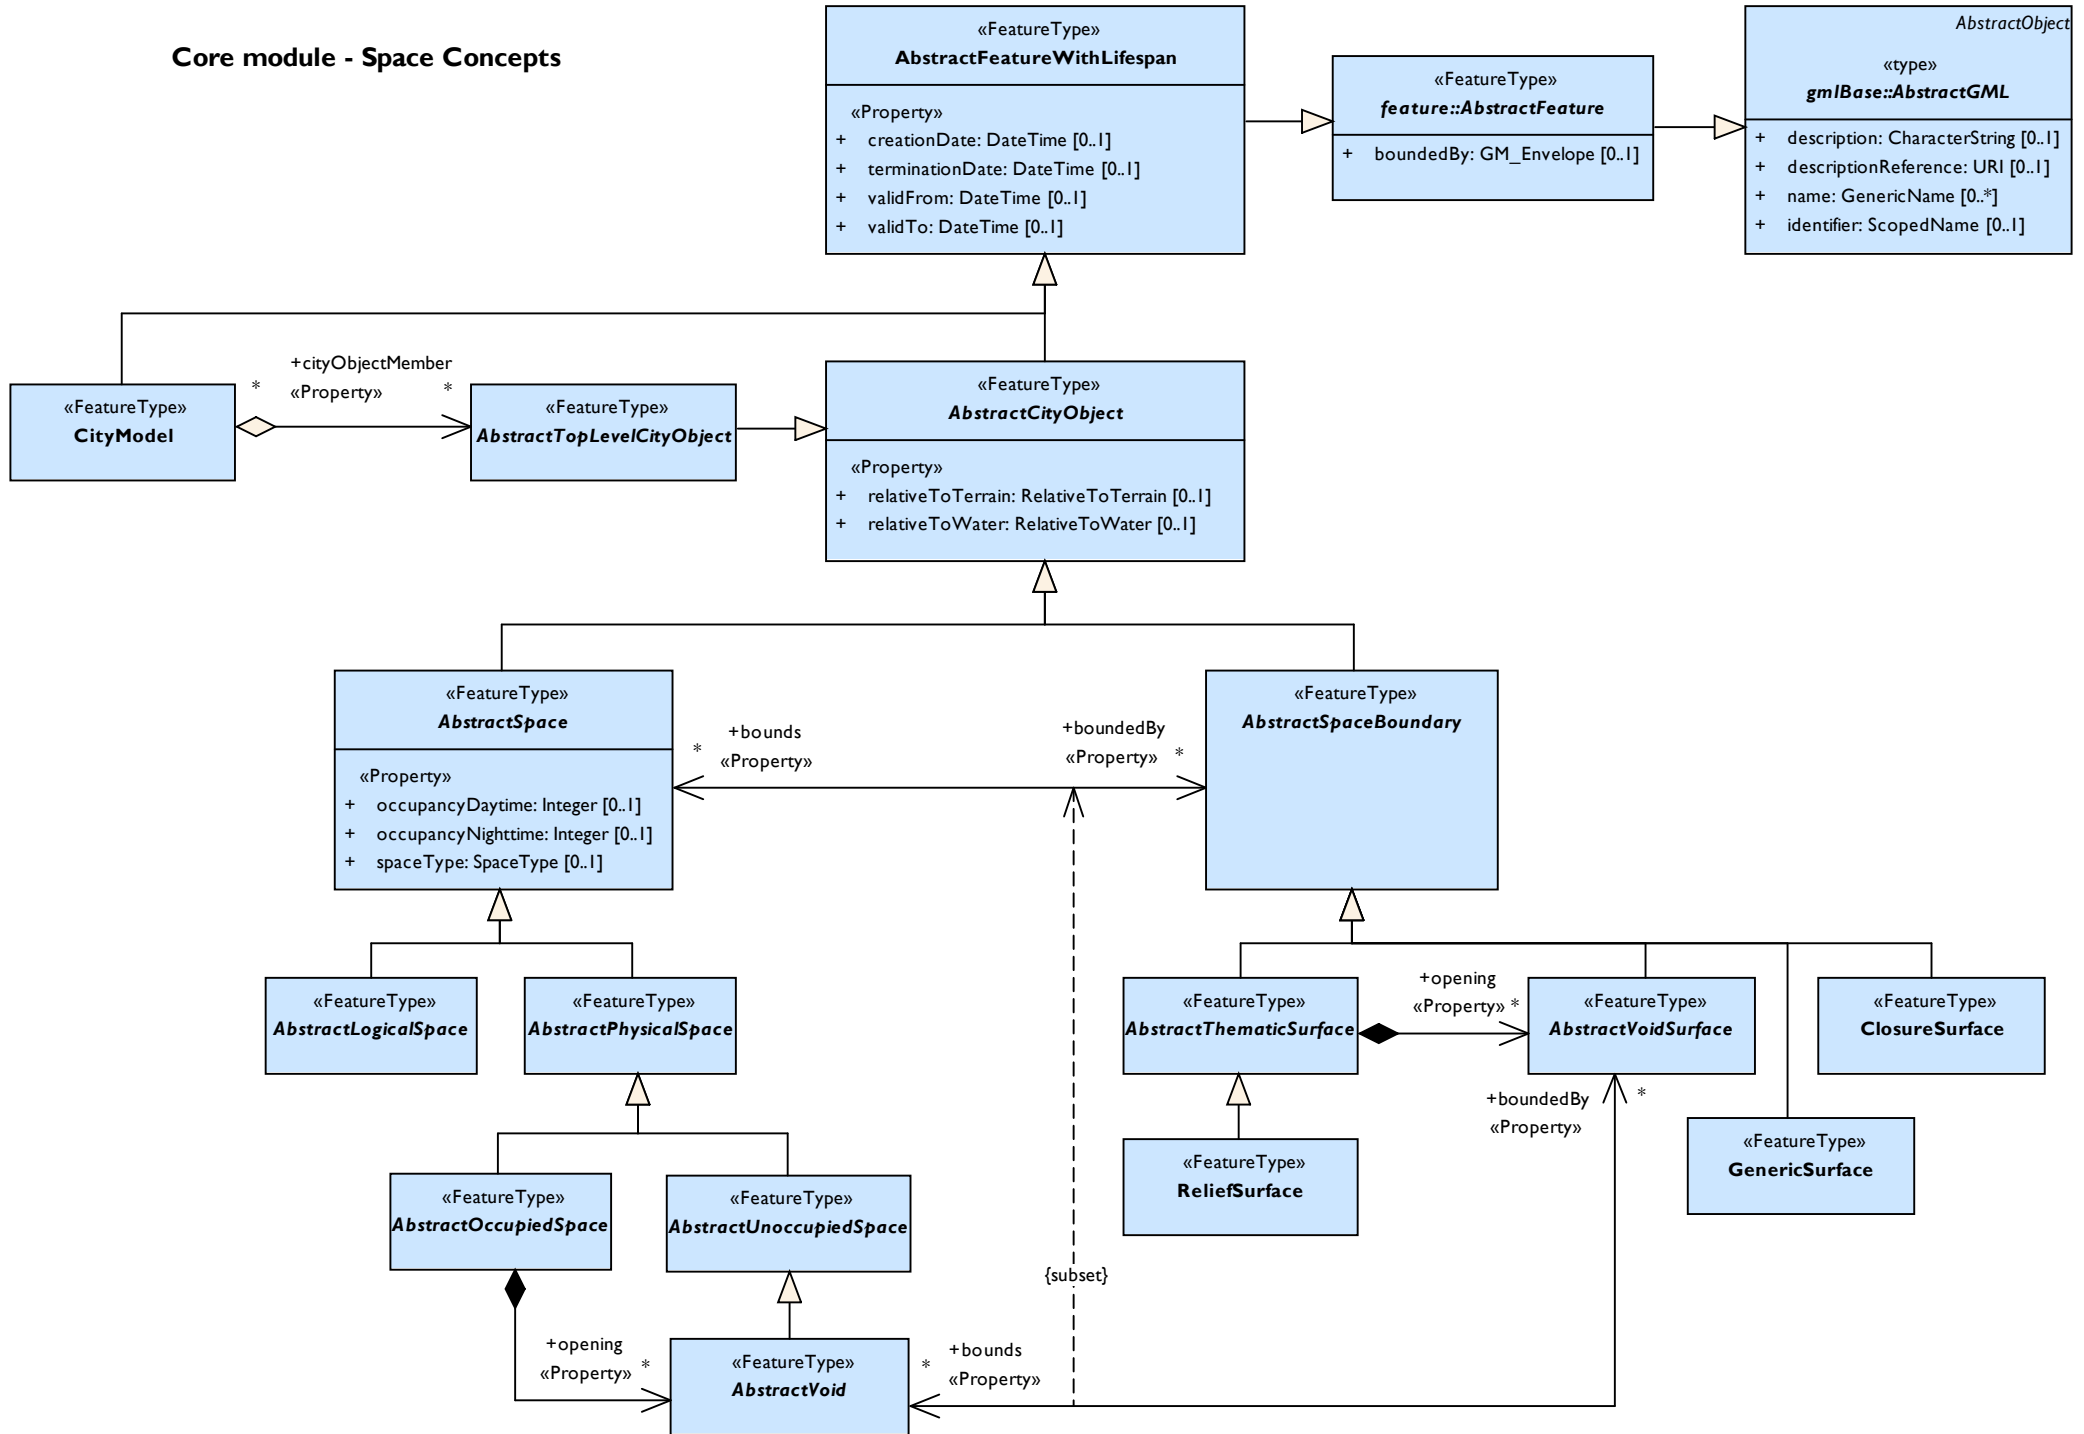 Core module - Space Concepts
«FeatureType»
AbstractFeatureWithLifespan
«Property»
+ creationDate: DateTime [0..1]
+ terminationDate: DateTime [0..1]
+ validFrom: DateTime [0..1]
+ validTo: DateTime [0..1]
«FeatureType»
feature::AbstractFeature
+ boundedBy: GM_Envelope [0..1]
AbstractObject
«type»
gmlBase::AbstractGML
+ description: CharacterString [0..1]
+ descriptionReference: URI [0..1]
+ name: GenericName [0..*]
+ identifier: ScopedName [0..1]
«FeatureType»
CityModel
+cityObjectMember
* «Property» *
«FeatureType»
AbstractTopLevelCityObject
«FeatureType»
AbstractCityObject
«Property»
+ relativeToTerrain: RelativeToTerrain [0..1]
+ relativeToWater: RelativeToWater [0..1]
«FeatureType»
AbstractSpace
«Property»
+ occupancyDaytime: Integer [0..1]
+ occupancyNighttime: Integer [0..1]
+ spaceType: SpaceType [0..1]
+bounds
* «Property»
+boundedBy
«Property» *
«FeatureType»
AbstractSpaceBoundary
«FeatureType»
AbstractLogicalSpace
«FeatureType»
AbstractPhysicalSpace
«FeatureType»
AbstractThematicSurface
+opening
«Property» *
«FeatureType»
AbstractVoidSurface
«FeatureType»
ClosureSurface
+boundedBy *
«Property»
«FeatureType»
ReliefSurface
«FeatureType»
GenericSurface
«FeatureType»
AbstractOccupiedSpace
«FeatureType»
AbstractUnoccupiedSpace
{subset}
+opening
«Property» *
«FeatureType»
AbstractVoid
+bounds
* «Property»